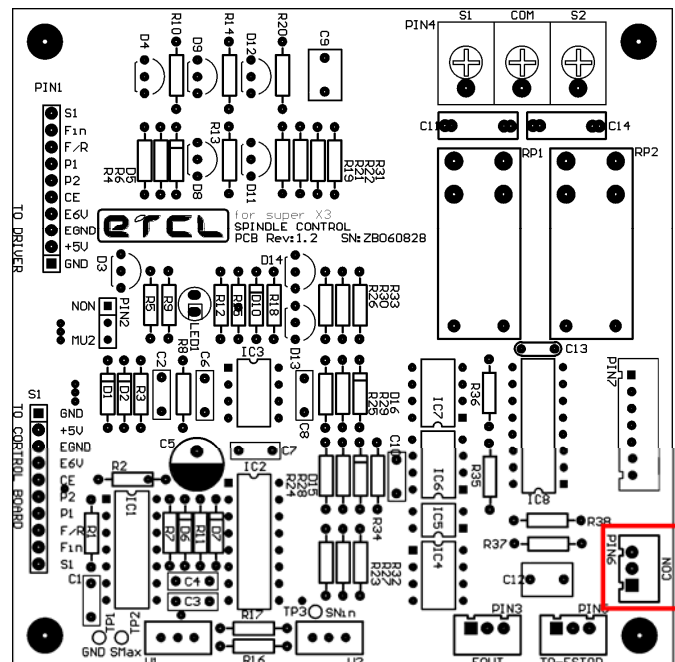 S1 COM S2
PIN4
R10 R14 R20
D4 D9 D12 C9
PIN1
S1
Fin
F/R
P1
P2
CE
E6V
EGND
+5V
GND
TO DRIVER
C11 C14
RP1 RP2
R13
R4 R6 D5 D8 D11 R19 R21 R22 R31
ETCL
for super X3
SPINDLE CONTROL
PCB Rev:1.2 SN:ZB06082B
D3 D14
NON PIN2
MU2
R5 R9 LED1 R12 D10 R18 R26 R30 R33
D13
R8 IC3
C13
PIN7
D1 D2 R3 C2 C6 C8 R25 R29 D16 IC7 R36
S1
GND
+5V
EGND
E6V
CE
P2
P1
F/R
Fin
S1
TO CONTROL BOARD
C5 C7
IC2
R2
IC1
R24 D15 R28 C10 IC6 R35 IC8
R34
R1 D7 D6 R11 D7
IC5
IC4
R38
R37
PIN6 CON
C1 C4
C3
R23 R27 R32
C12
TP1 TP2
GND SMax
R17 TP3 SMin
R16
PIN3